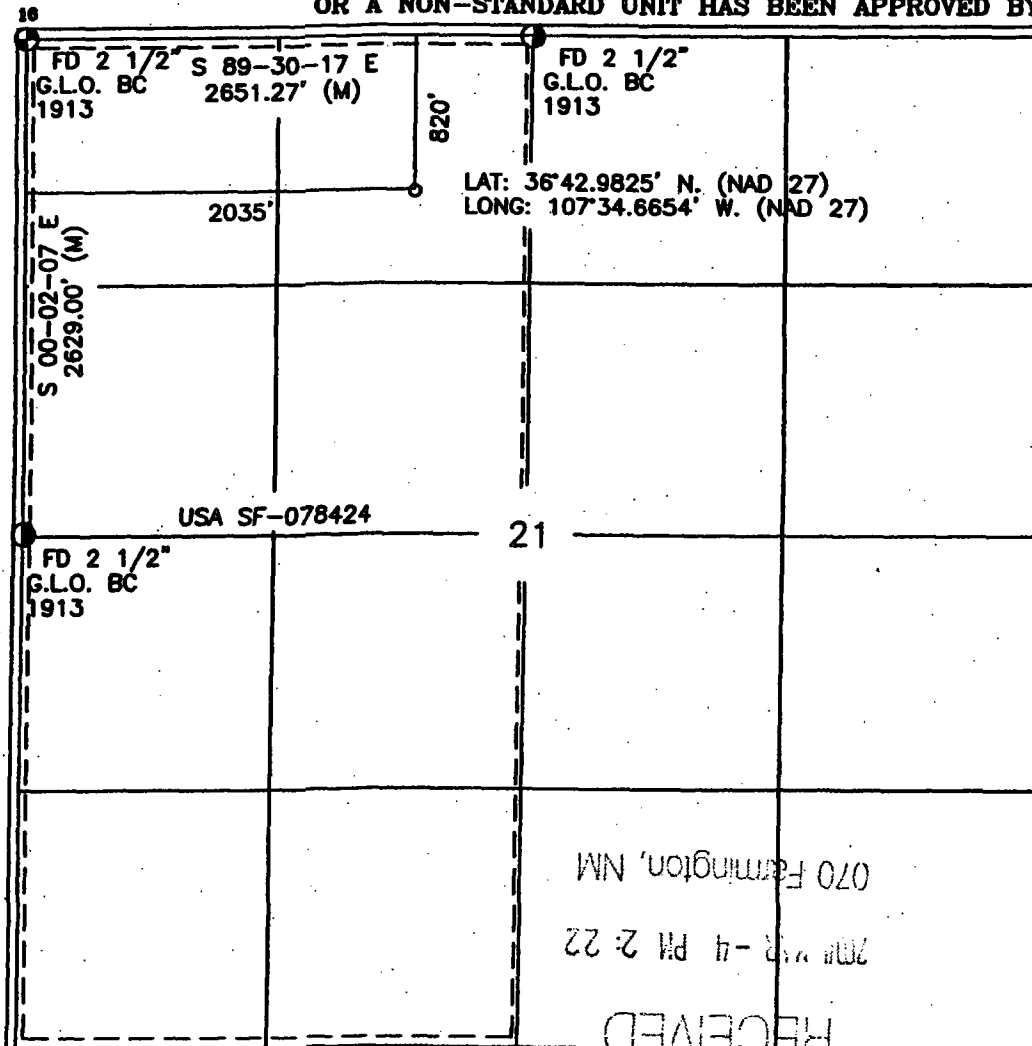 OR A NON-STANDARD UNIT HAS BEEN APPROVED BY
16
FD 2 1/2"
G.L.O. BC
1913
S 89-30-17 E
2651.27' (M)
820'
FD 2 1/2"
G.L.O. BC
1913
LAT: 36°42.9825' N. (NAD 27)
LONG: 107°34.6654' W. (NAD 27)
2035'
S 00-02-07 E
2629.00' (M)
USA SF-078424
21
FD 2 1/2"
G.L.O. BC
1913
070 Farmington, NM
-4 PM 2:22
RECEIVED